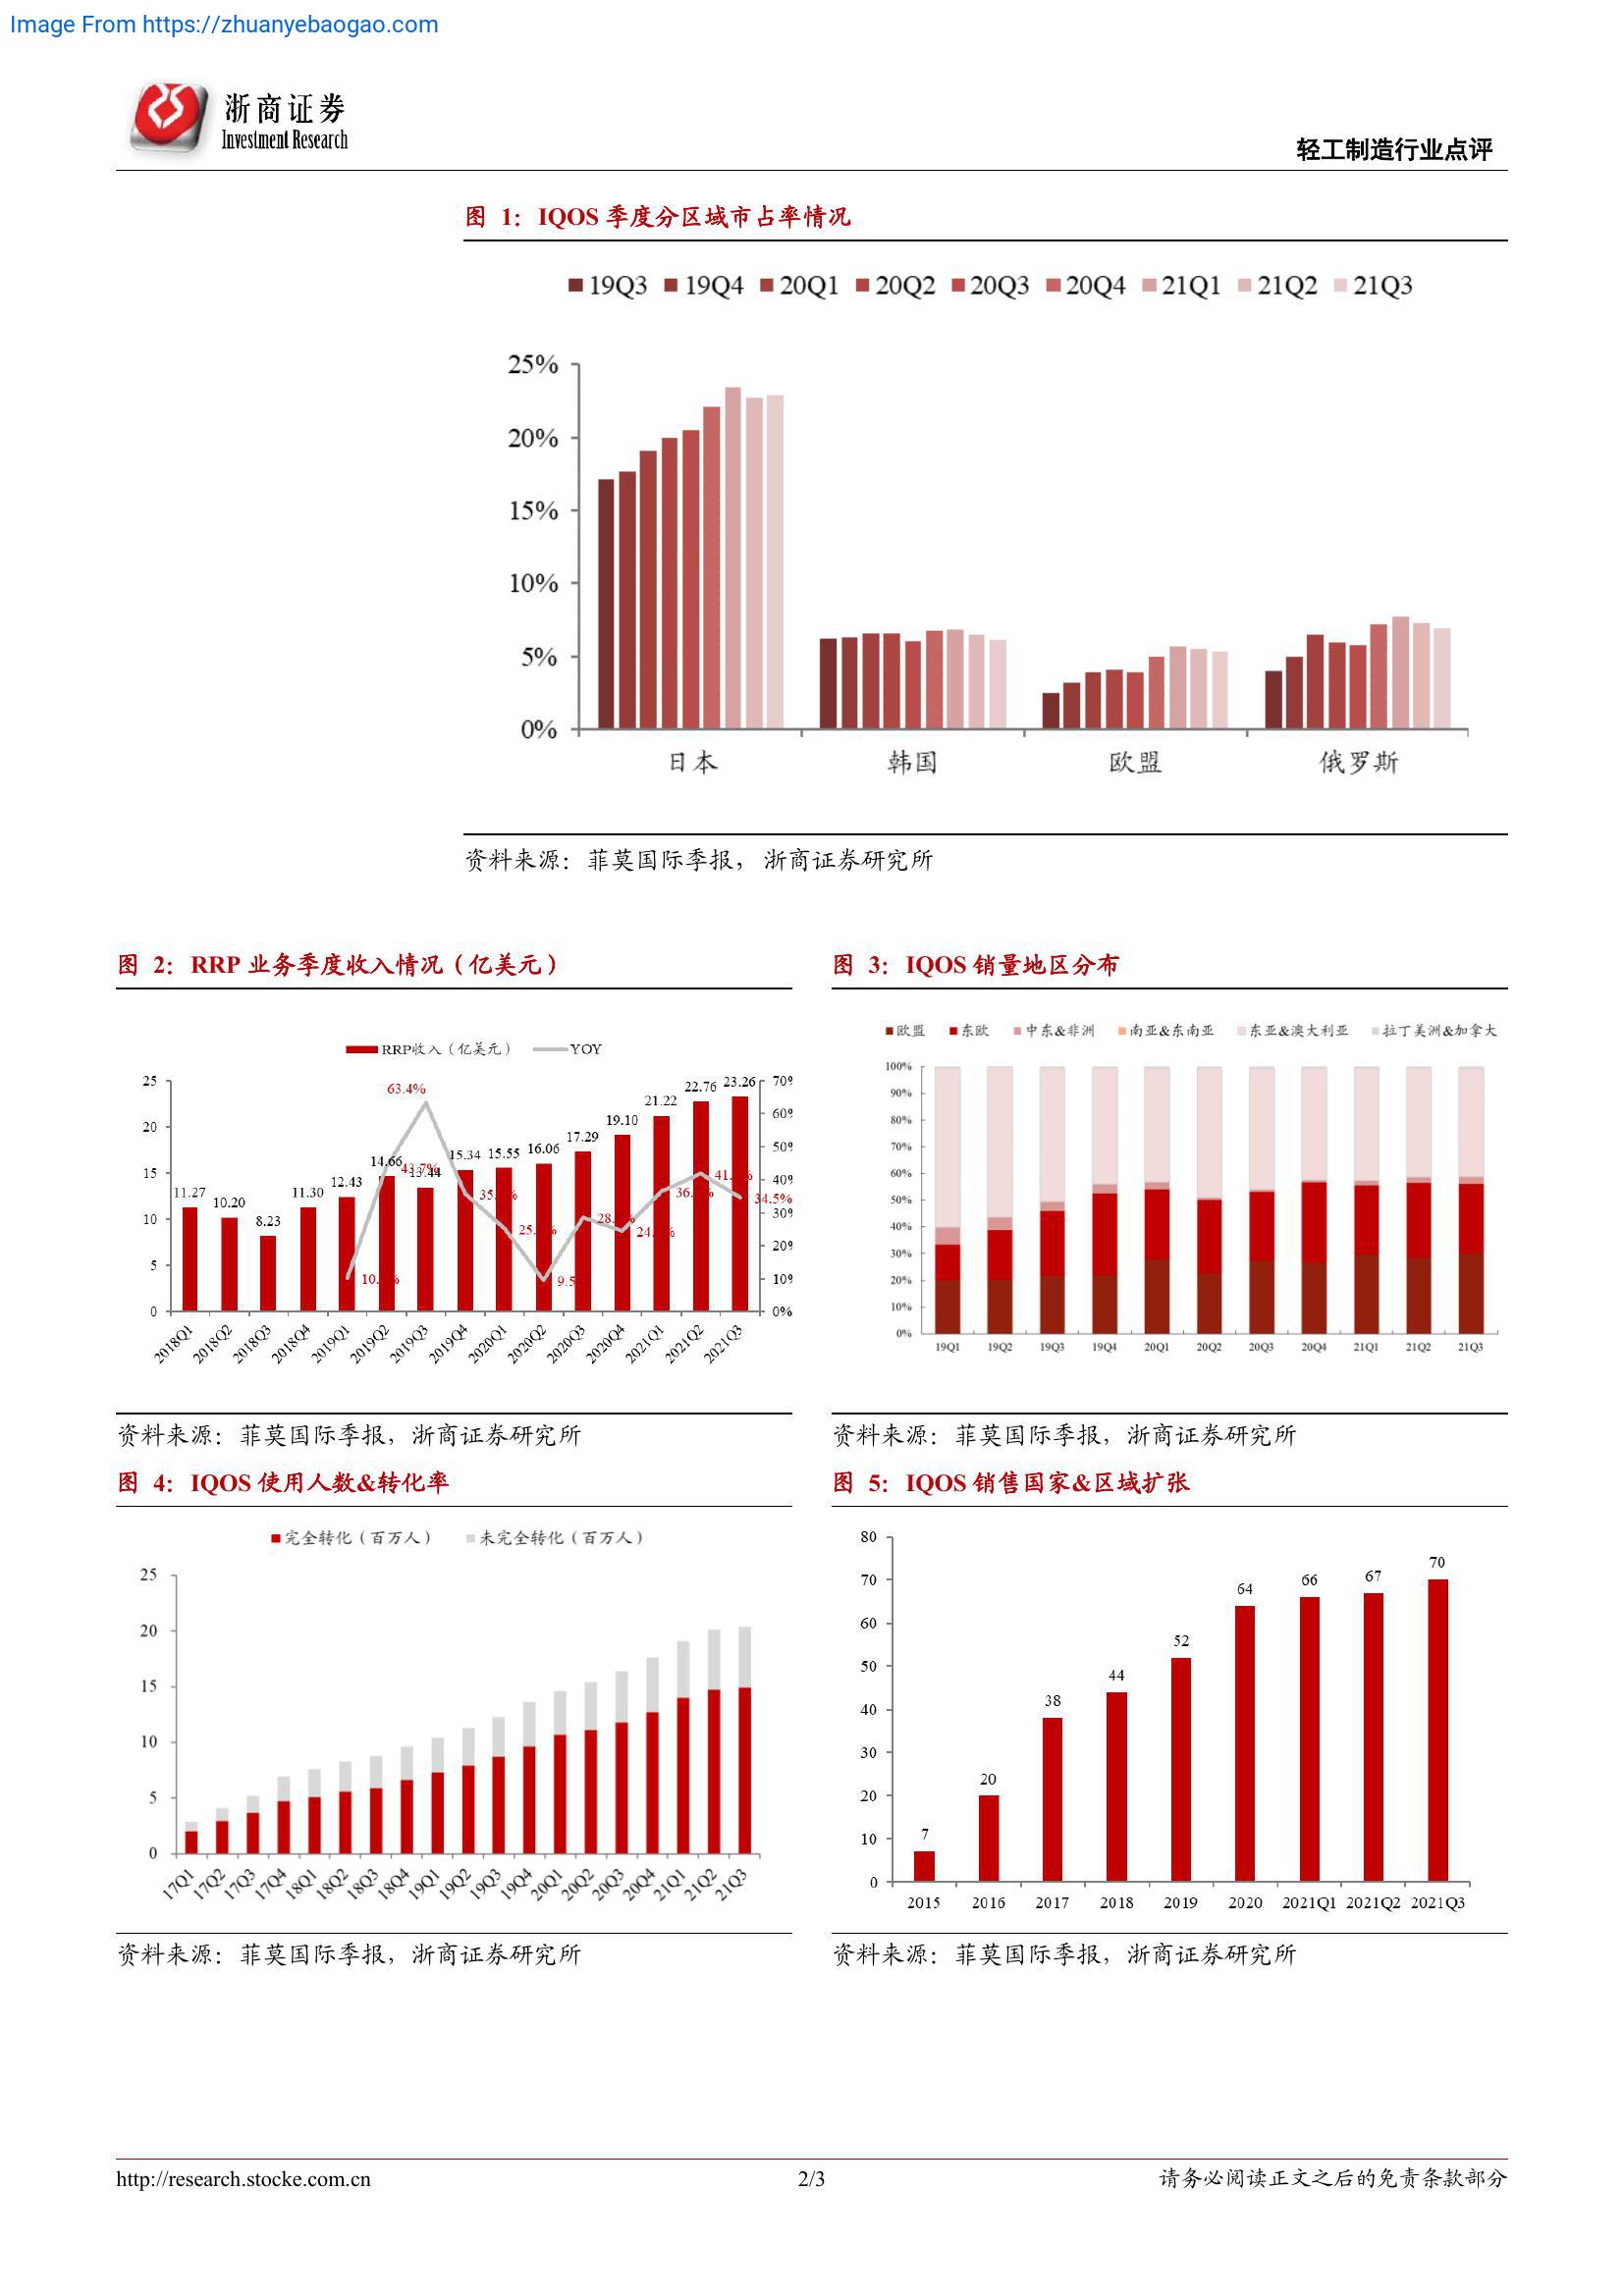 Image From https://zhuanyebaogao.com
浙商证券
Investment Research
轻工制造行业点评
图 1：IQOS 季度分区域市占率情况
19Q3 19Q4 20Q1 20Q2 20Q3 20Q4 21Q1 21Q2 21Q3
25%
20%
15%
10%
5%
0%
日本 韩国 欧盟 俄罗斯
资料来源：菲莫国际季报，浙商证券研究所
图 2：RRP 业务季度收入情况（亿美元）
RRP收入（亿美元） YOY
25
20
15
10
5
0
11.27 10.20 8.23 11.30 12.43 14.66 13.44 15.34 15.55 16.06 17.29 19.10 21.22 22.76 23.26
63.4% 43.7% 34.5%
70%
60%
50%
40%
30%
20%
10%
0%
2018Q1 2018Q2 2018Q3 2018Q4 2019Q1 2019Q2 2019Q3 2019Q4 2020Q1 2020Q2 2020Q3 2020Q4 2021Q1 2021Q2 2021Q3
资料来源：菲莫国际季报，浙商证券研究所
图 3：IQOS 销量地区分布
欧盟 东欧 中东&非洲 南亚&东南亚 东亚&澳大利亚 拉丁美洲&加拿大
100%
90%
80%
70%
60%
50%
40%
30%
20%
10%
0%
19Q1 19Q2 19Q3 19Q4 20Q1 20Q2 20Q3 20Q4 21Q1 21Q2 21Q3
资料来源：菲莫国际季报，浙商证券研究所
图 4：IQOS 使用人数&转化率
完全转化（百万人） 未完全转化（百万人）
25
20
15
10
5
0
17Q1 17Q2 17Q3 17Q4 18Q1 18Q2 18Q3 18Q4 19Q1 19Q2 19Q3 19Q4 20Q1 20Q2 20Q3 20Q4 21Q1 21Q2 21Q3
资料来源：菲莫国际季报，浙商证券研究所
图 5：IQOS 销售国家&区域扩张
80
70
60
50
40
30
20
10
0
7 20 38 44 52 64 66 67 70
2015 2016 2017 2018 2019 2020 2021Q1 2021Q2 2021Q3
资料来源：菲莫国际季报，浙商证券研究所
http://research.stocke.com.cn
2/3
请务必阅读正文之后的免责条款部分